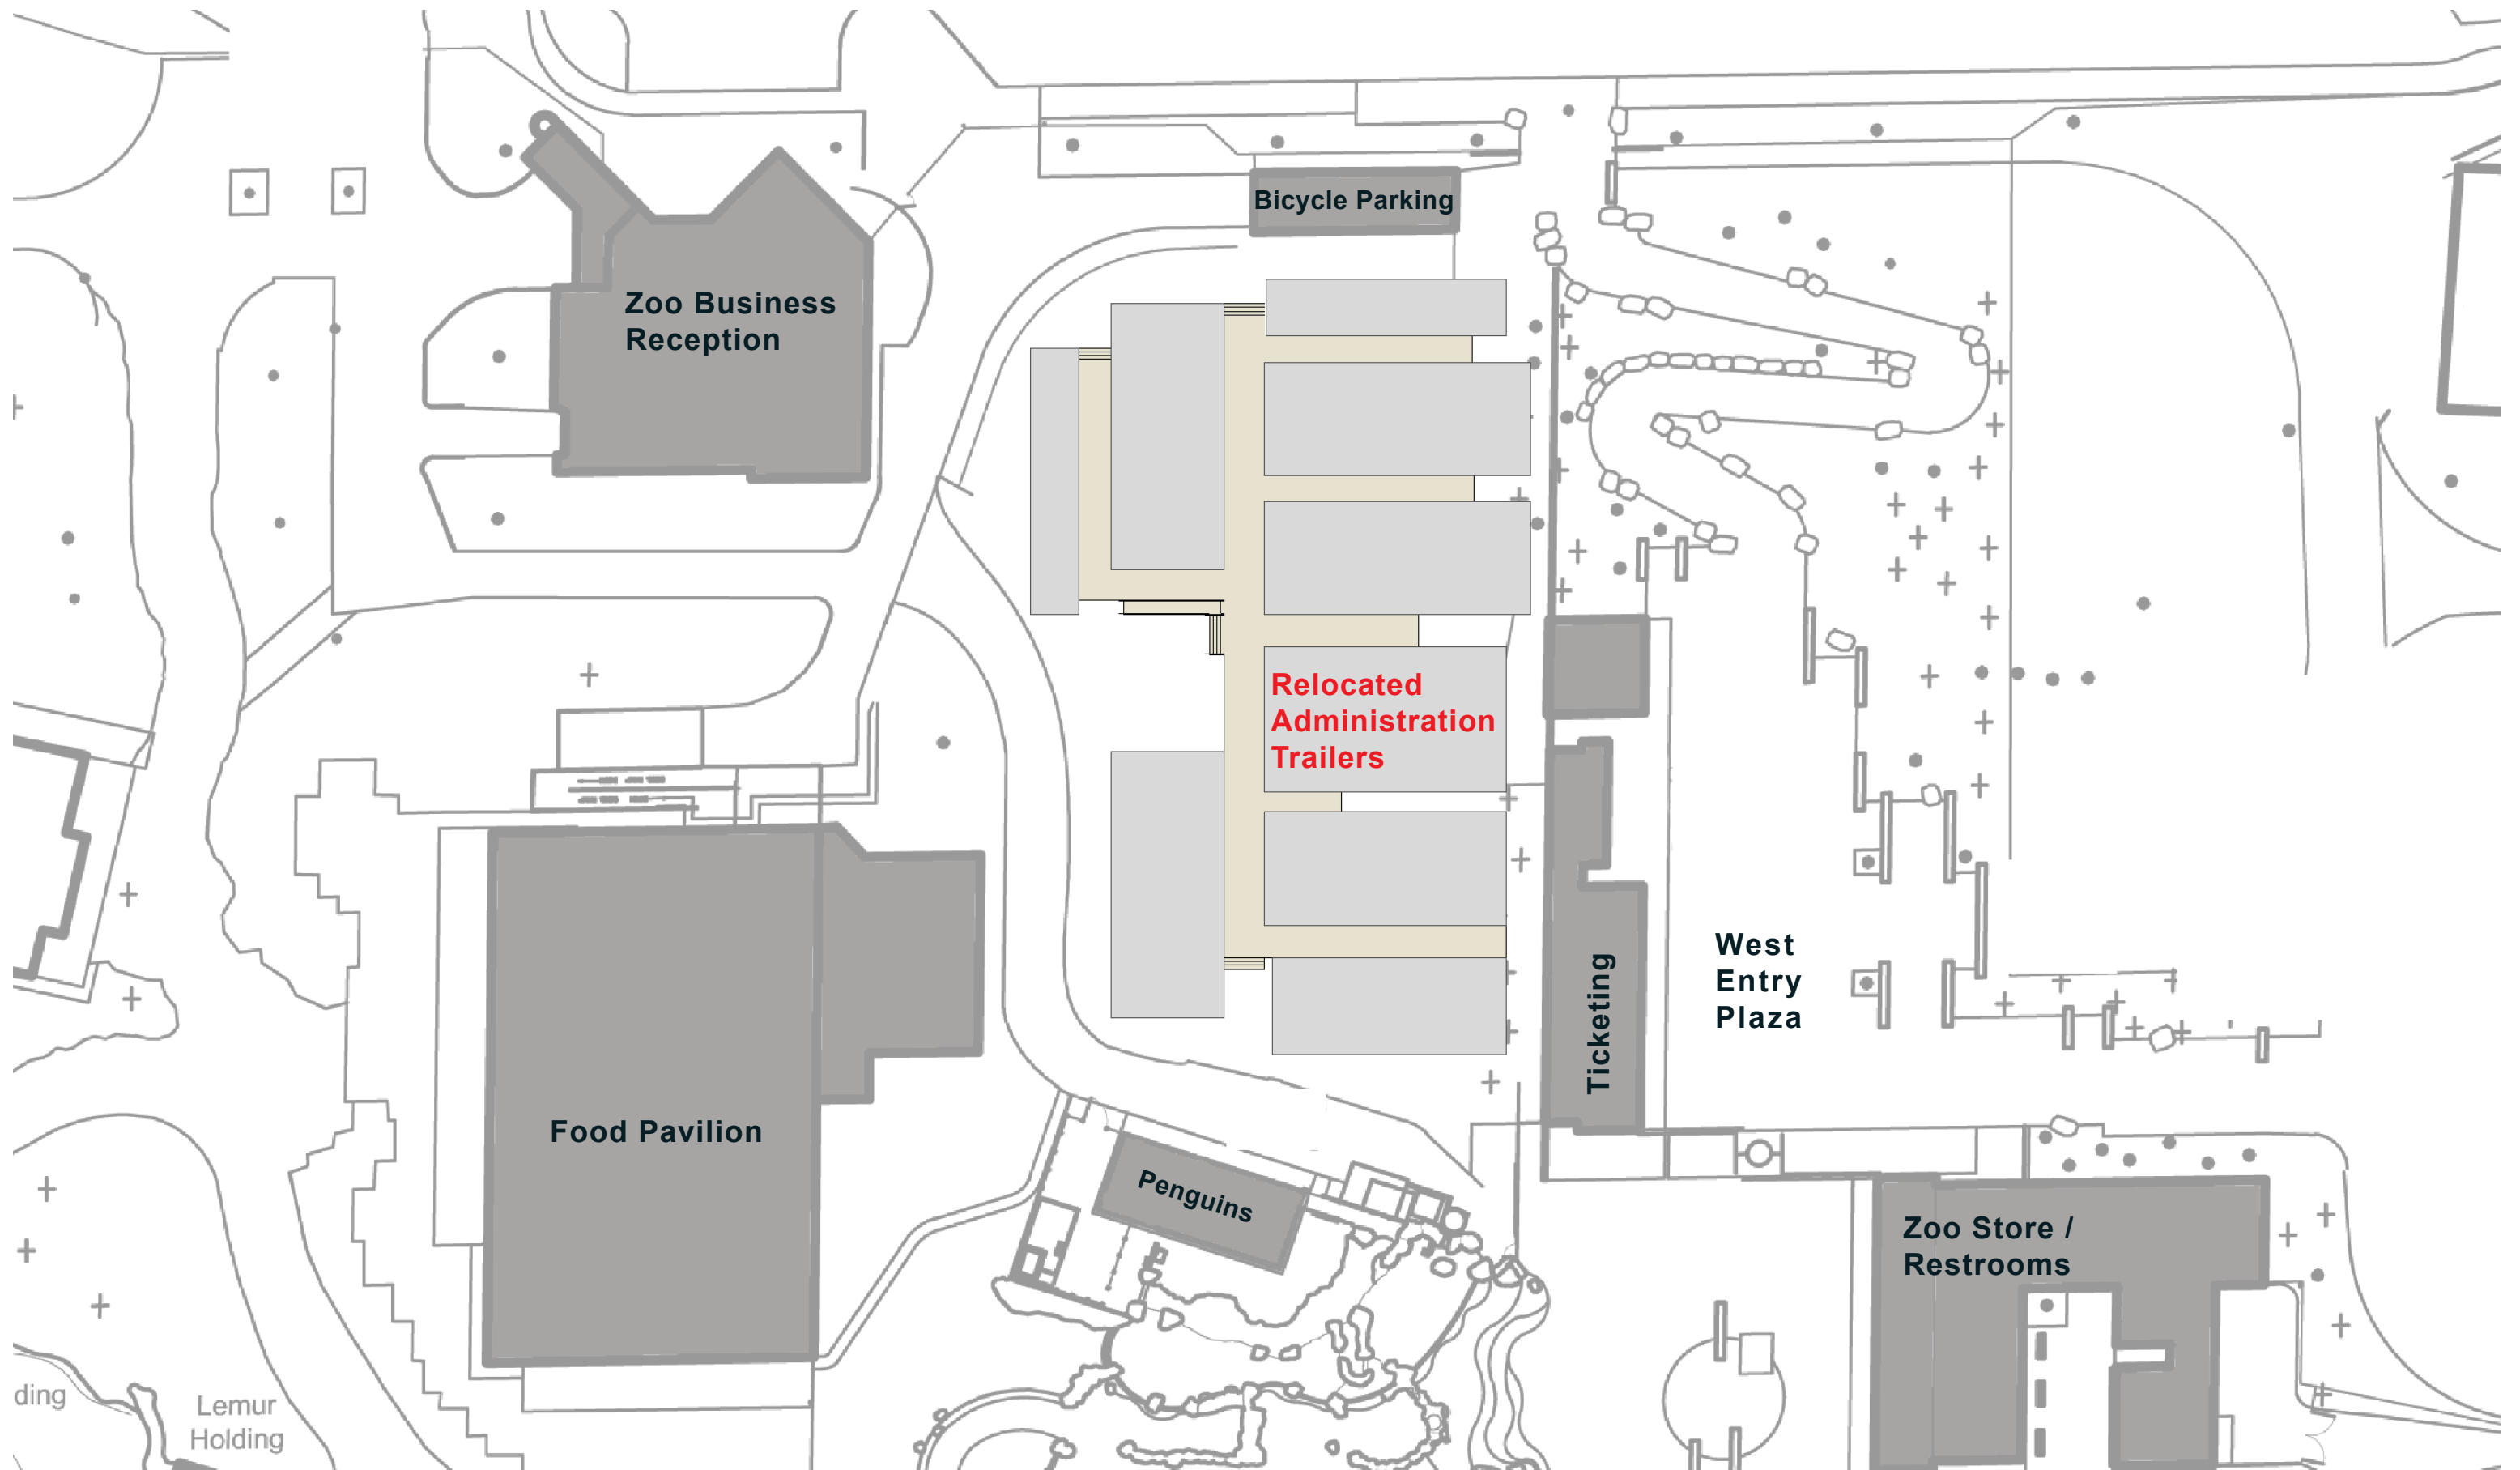 Bicycle Parking
Zoo Business
Reception
Relocated
Administration
Trailers
West
Entry
Plaza
Ticketing
Food Pavilion
Penguins
Zoo Store /
Restrooms
ding
Lemur
Holding